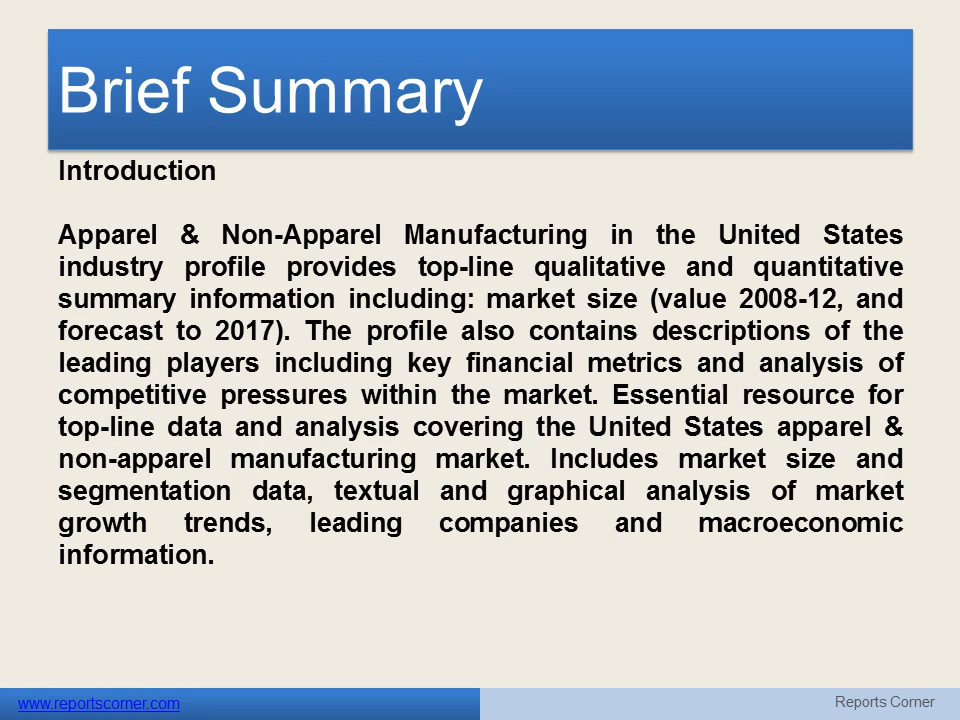 Brief Summary
Introduction
Apparel & Non-Apparel Manufacturing in the United States
industry profile provides top-line qualitative and quantitative
summary information including: market size (value 2008-12, and
forecast to 2017). The profile also contains descriptions of the
leading players including key financial metrics and analysis of
competitive pressures within the market. Essential resource for
top-line data and analysis covering the United States apparel &
non-apparel manufacturing market. Includes market size and
segmentation data, textual and graphical analysis of market
growth trends, leading companies and macroeconomic
information.
www.reportscorner.com
Reports Corner